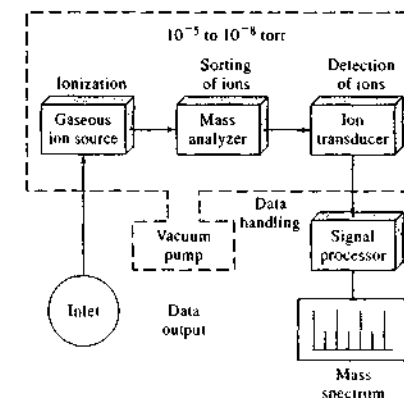 10⁻⁵ to 10⁻⁸ torr
Ionization
Sorting
of ions
Detection
of ions
Gaseous
ion source
Mass
analyzer
Ion
transducer
Vacuum
pump
Data
handling
Signal
processor
Inlet
Data
output
Mass
spectrum